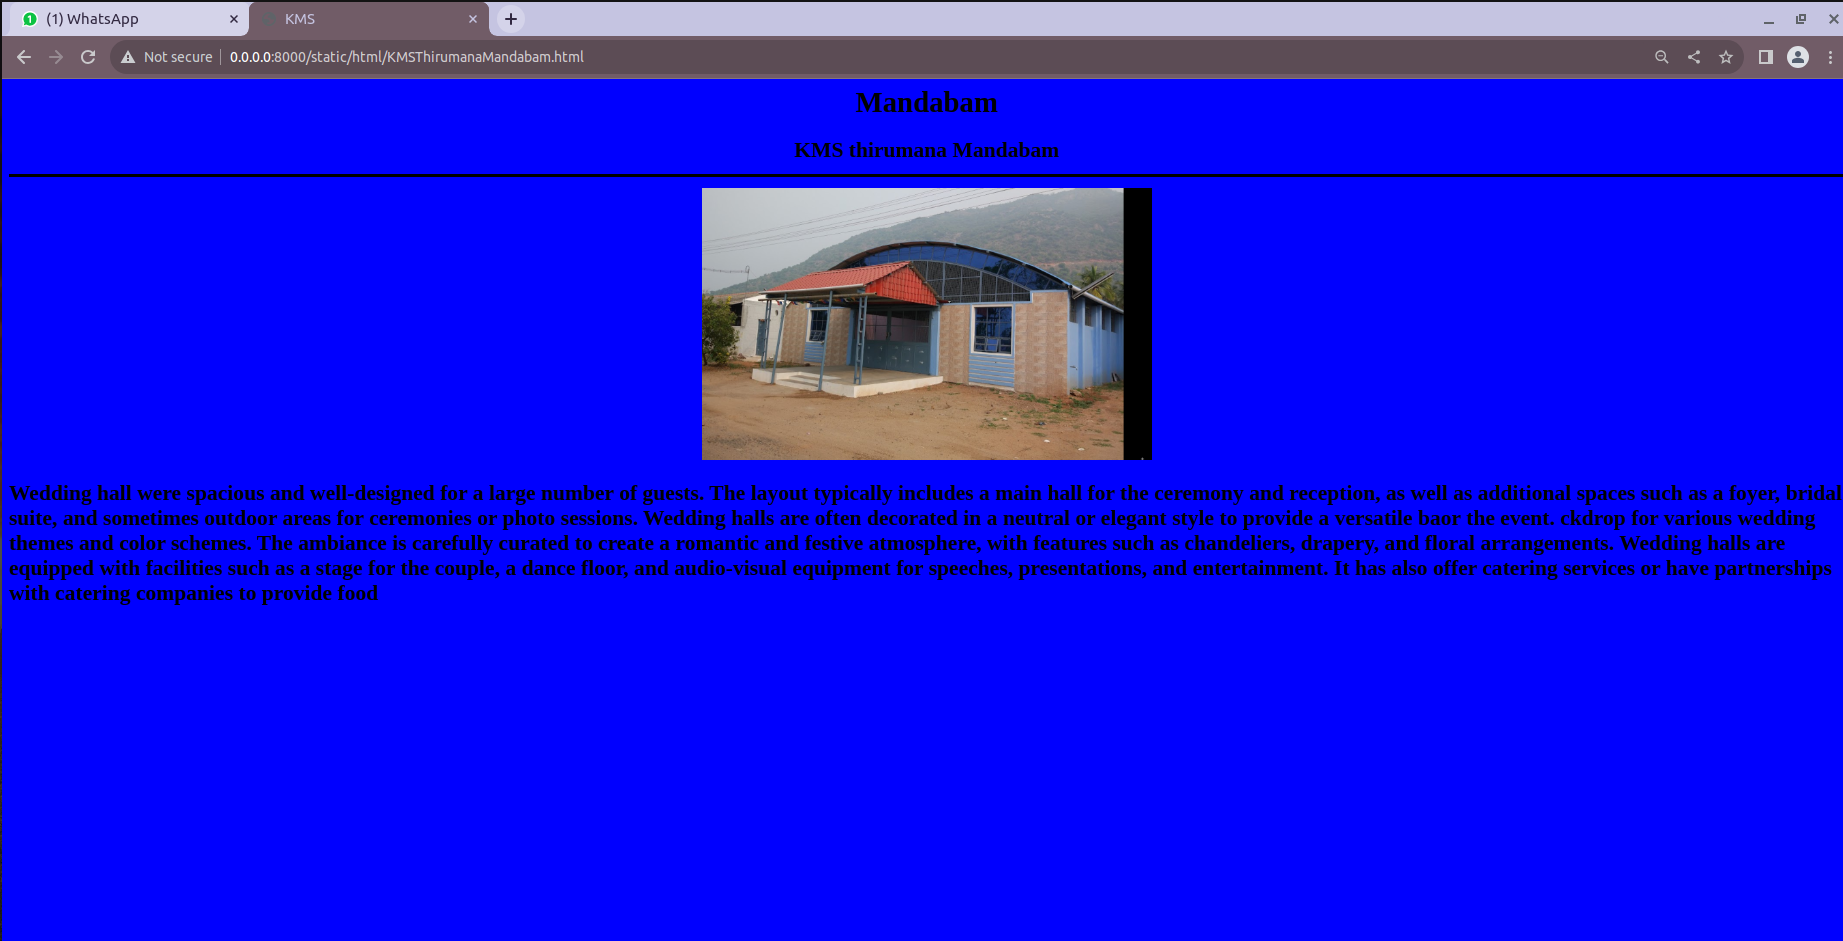 (1) WhatsApp
KMS
Not secure
0.0.0.0:8000/static/html/KMSThirumanaMandabam.html
Mandabam
KMS thirumana Mandabam
Wedding hall were spacious and well-designed for a large number of guests. The layout typically includes a main hall for the ceremony and reception, as well as additional spaces such as a foyer, bridal
suite, and sometimes outdoor areas for ceremonies or photo sessions. Wedding halls are often decorated in a neutral or elegant style to provide a versatile baor the event. ckdrop for various wedding
themes and color schemes. The ambiance is carefully curated to create a romantic and festive atmosphere, with features such as chandeliers, drapery, and floral arrangements. Wedding halls are
equipped with facilities such as a stage for the couple, a dance floor, and audio-visual equipment for speeches, presentations, and entertainment. It has also offer catering services or have partnerships
with catering companies to provide food